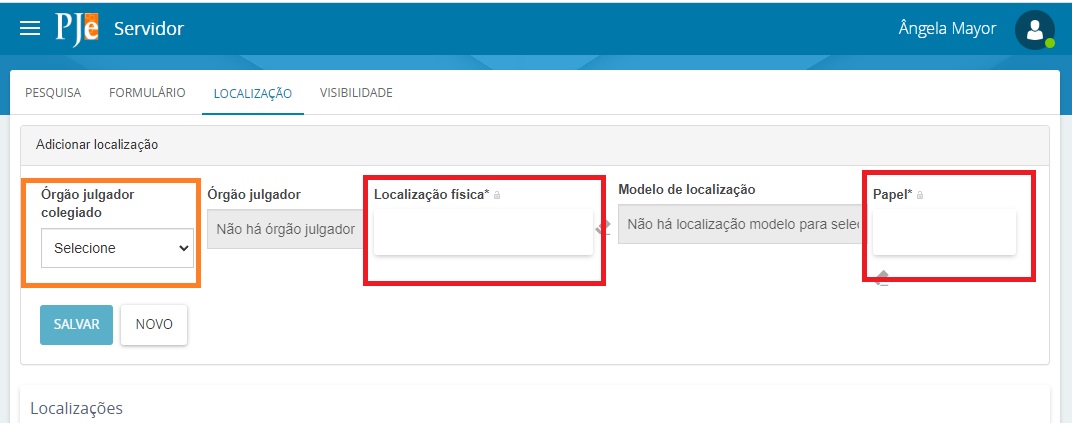 PJe Servidor Ângela Mayor
PESQUISA FORMULÁRIO LOCALIZAÇÃO VISIBILIDADE
Adicionar localização
Órgão julgador colegiado
Selecione
Órgão julgador
Não há órgão julgador
Localização física*
Modelo de localização
Não há localização modelo para sele
Papel*
SALVAR NOVO
Localizações